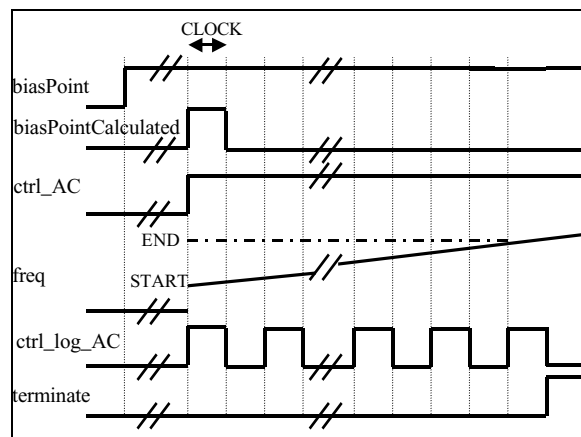 CLOCK
biasPoint
biasPointCalculated
ctrl_AC
END
START
freq
ctrl_log_AC
terminate